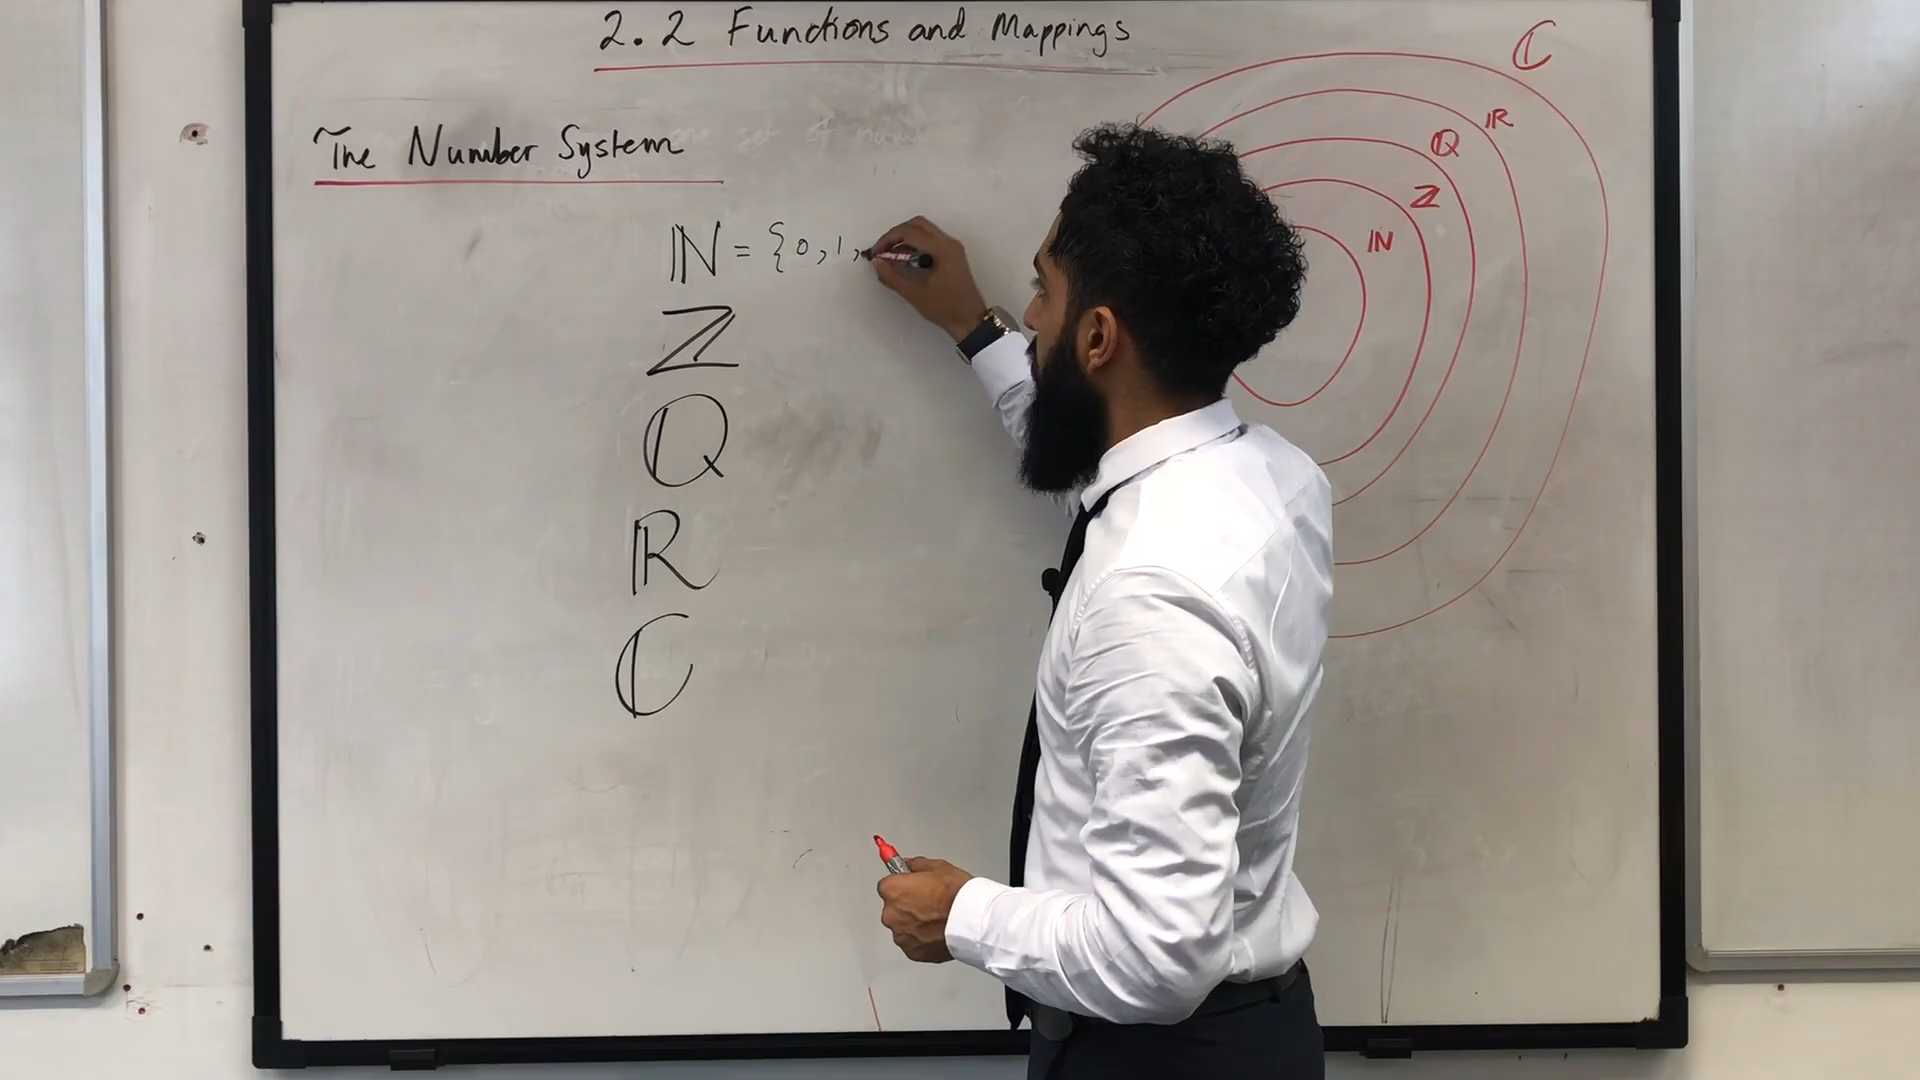 2.2 Functions and Mappings
The Number System
ℕ = {0, 1,
ℤ
ℚ
ℝ
ℂ
ℂ
ℝ
ℚ
ℤ
ℕ